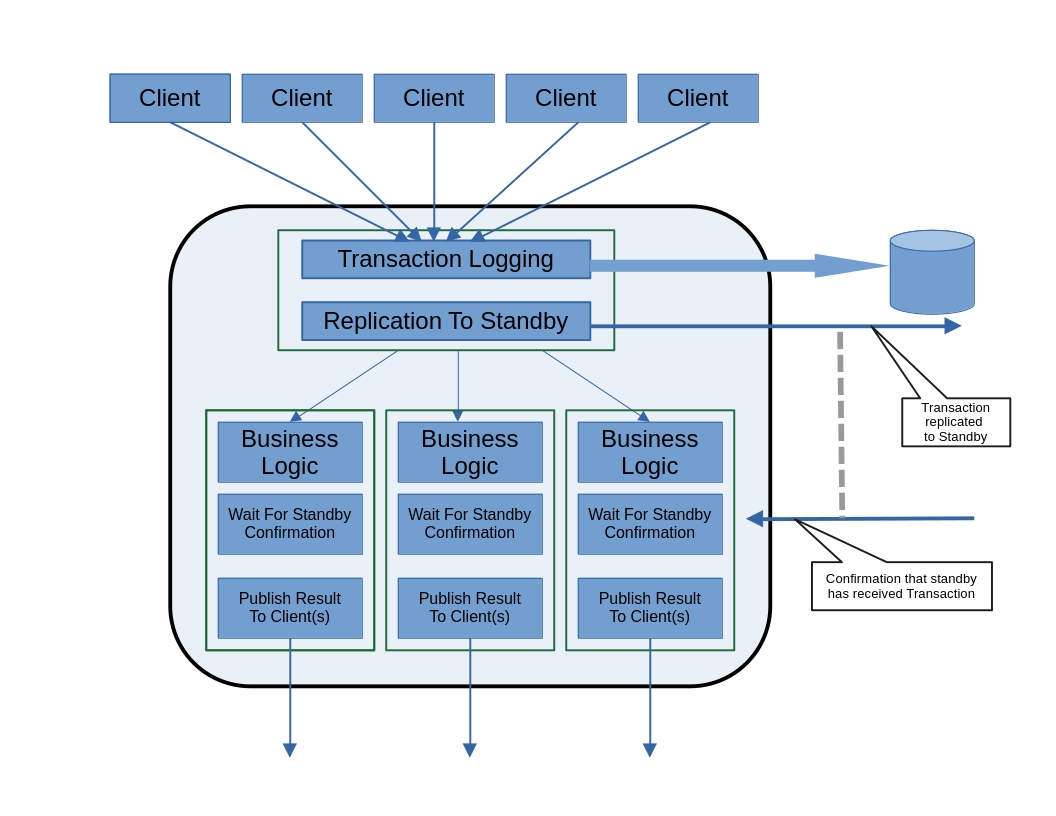 Client
Client
Client
Client
Client
Transaction Logging
Replication To Standby
Transaction
replicated
to Standby
Business
Logic
Wait For Standby
Confirmation
Publish Result
To Client(s)
Business
Logic
Wait For Standby
Confirmation
Publish Result
To Client(s)
Business
Logic
Wait For Standby
Confirmation
Publish Result
To Client(s)
Confirmation that standby
has received Transaction